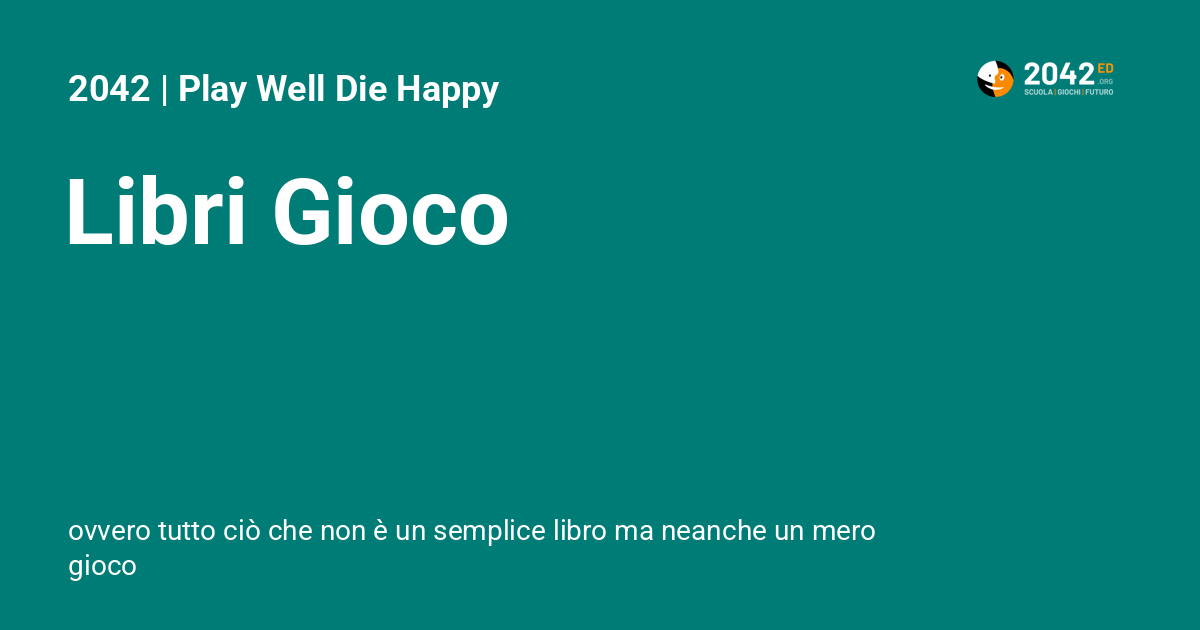 2042 | Play Well Die Happy
2042 ED
.ORG
SCUOLA | GIOCHI | FUTURO
Libri Gioco
ovvero tutto ciò che non è un semplice libro ma neanche un mero
gioco